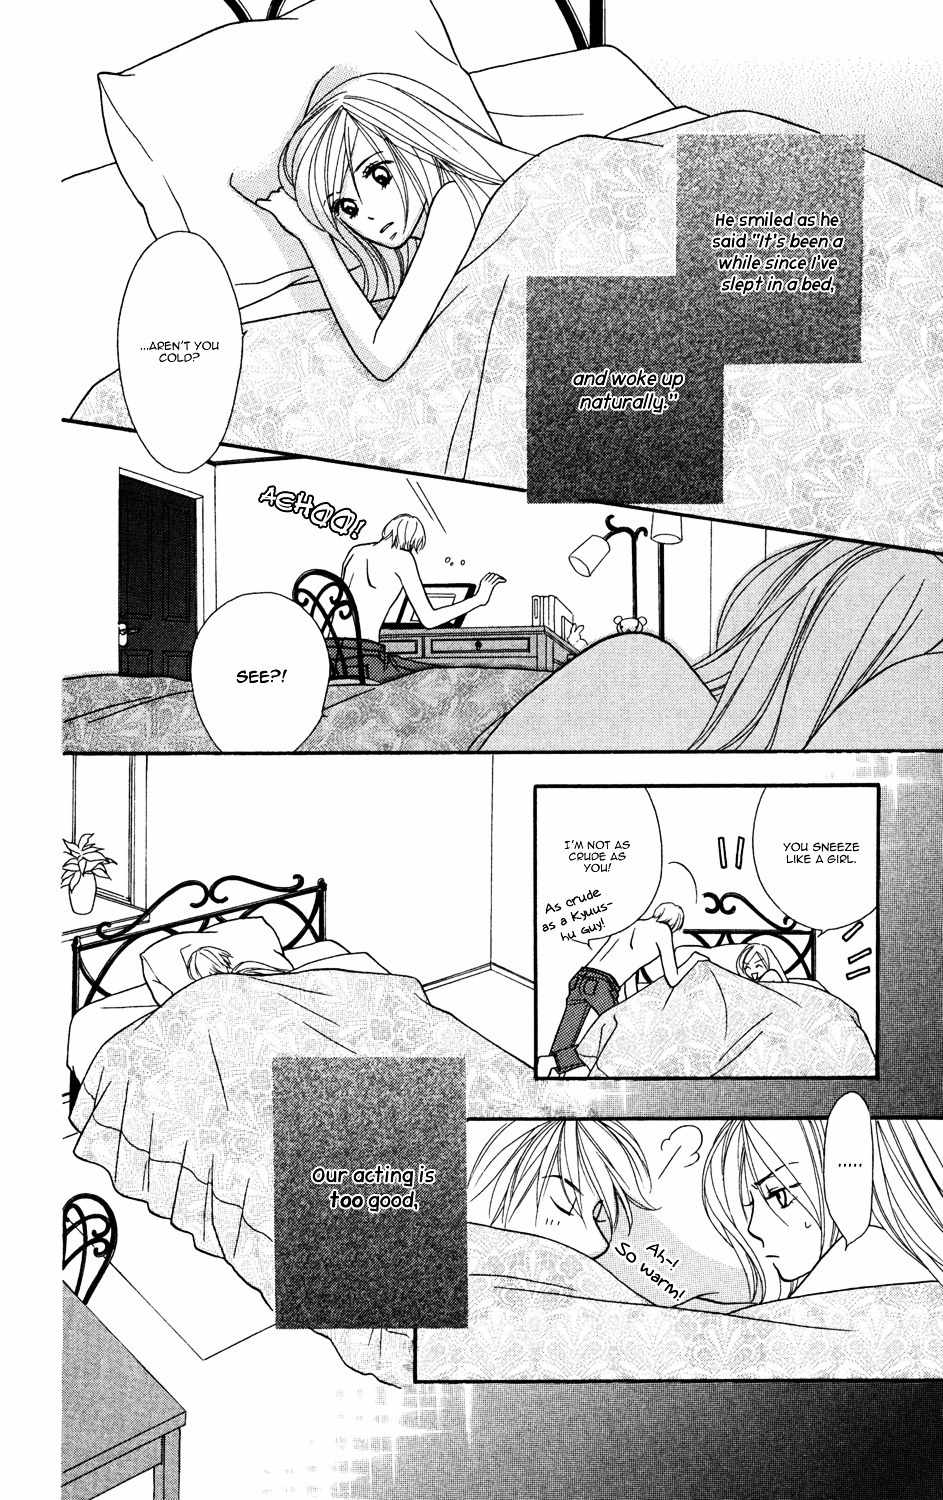 He smiled as he
said "It's been a
while since I've
slept in a bed,
and woke up
naturally."
...AREN'T YOU
COLD?
ACHOO!
SEE?!
YOU SNEEZE
LIKE A GIRL.
I'M NOT AS
CRUDE AS
YOU!
As crude
as a Kyuus-
hu Guy!
.....
Ah~!
So warm!
Our acting is
too good,